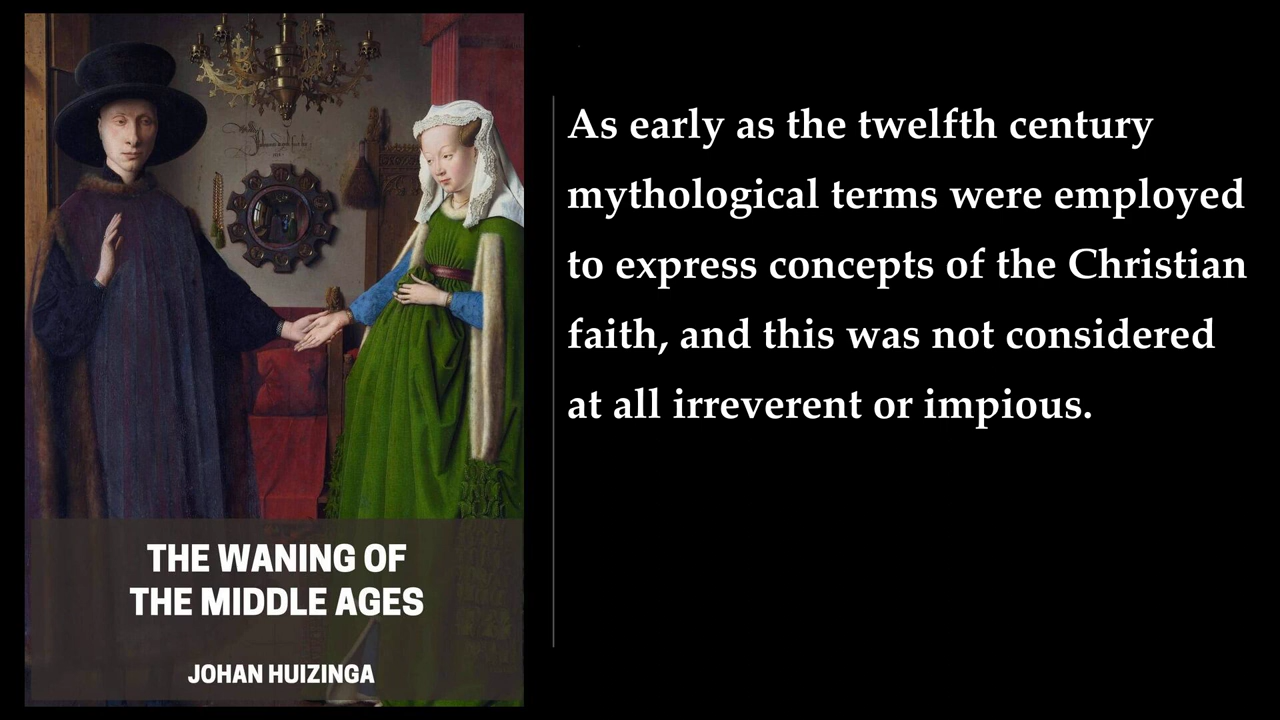 THE WANING OF
THE MIDDLE AGES
JOHAN HUIZINGA
As early as the twelfth century
mythological terms were employed
to express concepts of the Christian
faith, and this was not considered
at all irreverent or impious.